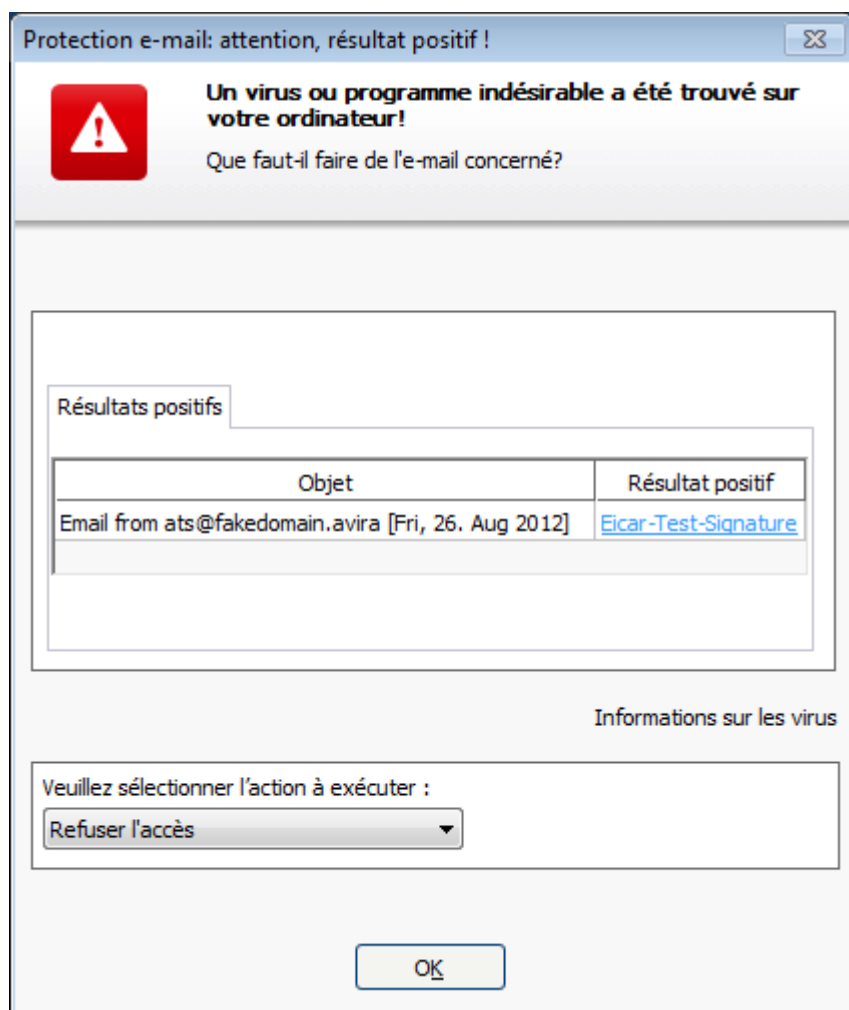 Protection e-mail: attention, résultat positif !
Un virus ou programme indésirable a été trouvé sur
votre ordinateur!
Que faut-il faire de l'e-mail concerné?
Résultats positifs
Objet Résultat positif
Email from ats@fakedomain.avira [Fri, 26. Aug 2012] Eicar-Test-Signature
Informations sur les virus
Veuillez sélectionner l’action à exécuter :
Refuser l'accès
OK